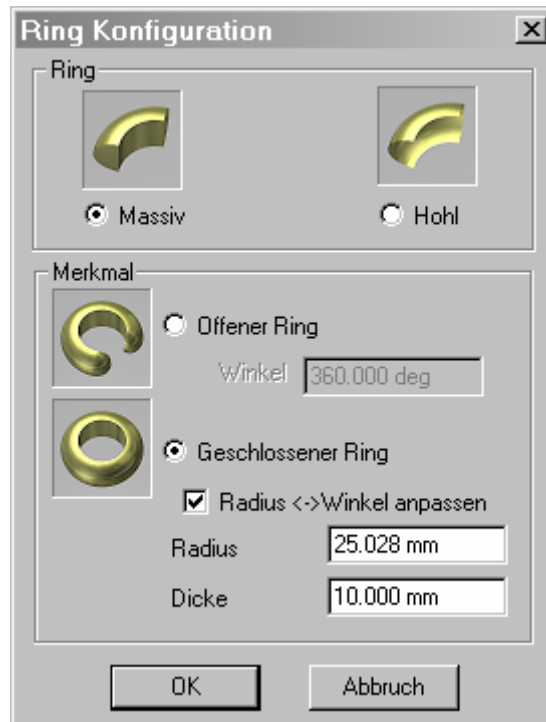 Ring Konfiguration
Ring
Massiv
Hohl
Merkmal
Offener Ring
Winkel 360.000 deg
Geschlossener Ring
Radius <->Winkel anpassen
Radius 25.028 mm
Dicke 10.000 mm
OK Abbruch